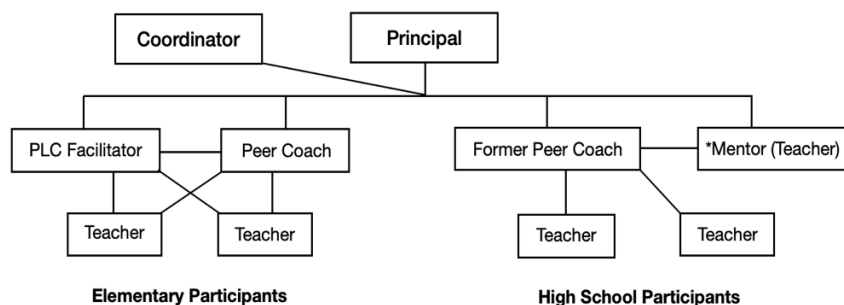 Coordinator
Principal
PLC Facilitator
Peer Coach
Former Peer Coach
*Mentor (Teacher)
Teacher
Teacher
Teacher
Teacher
Elementary Participants
High School Participants